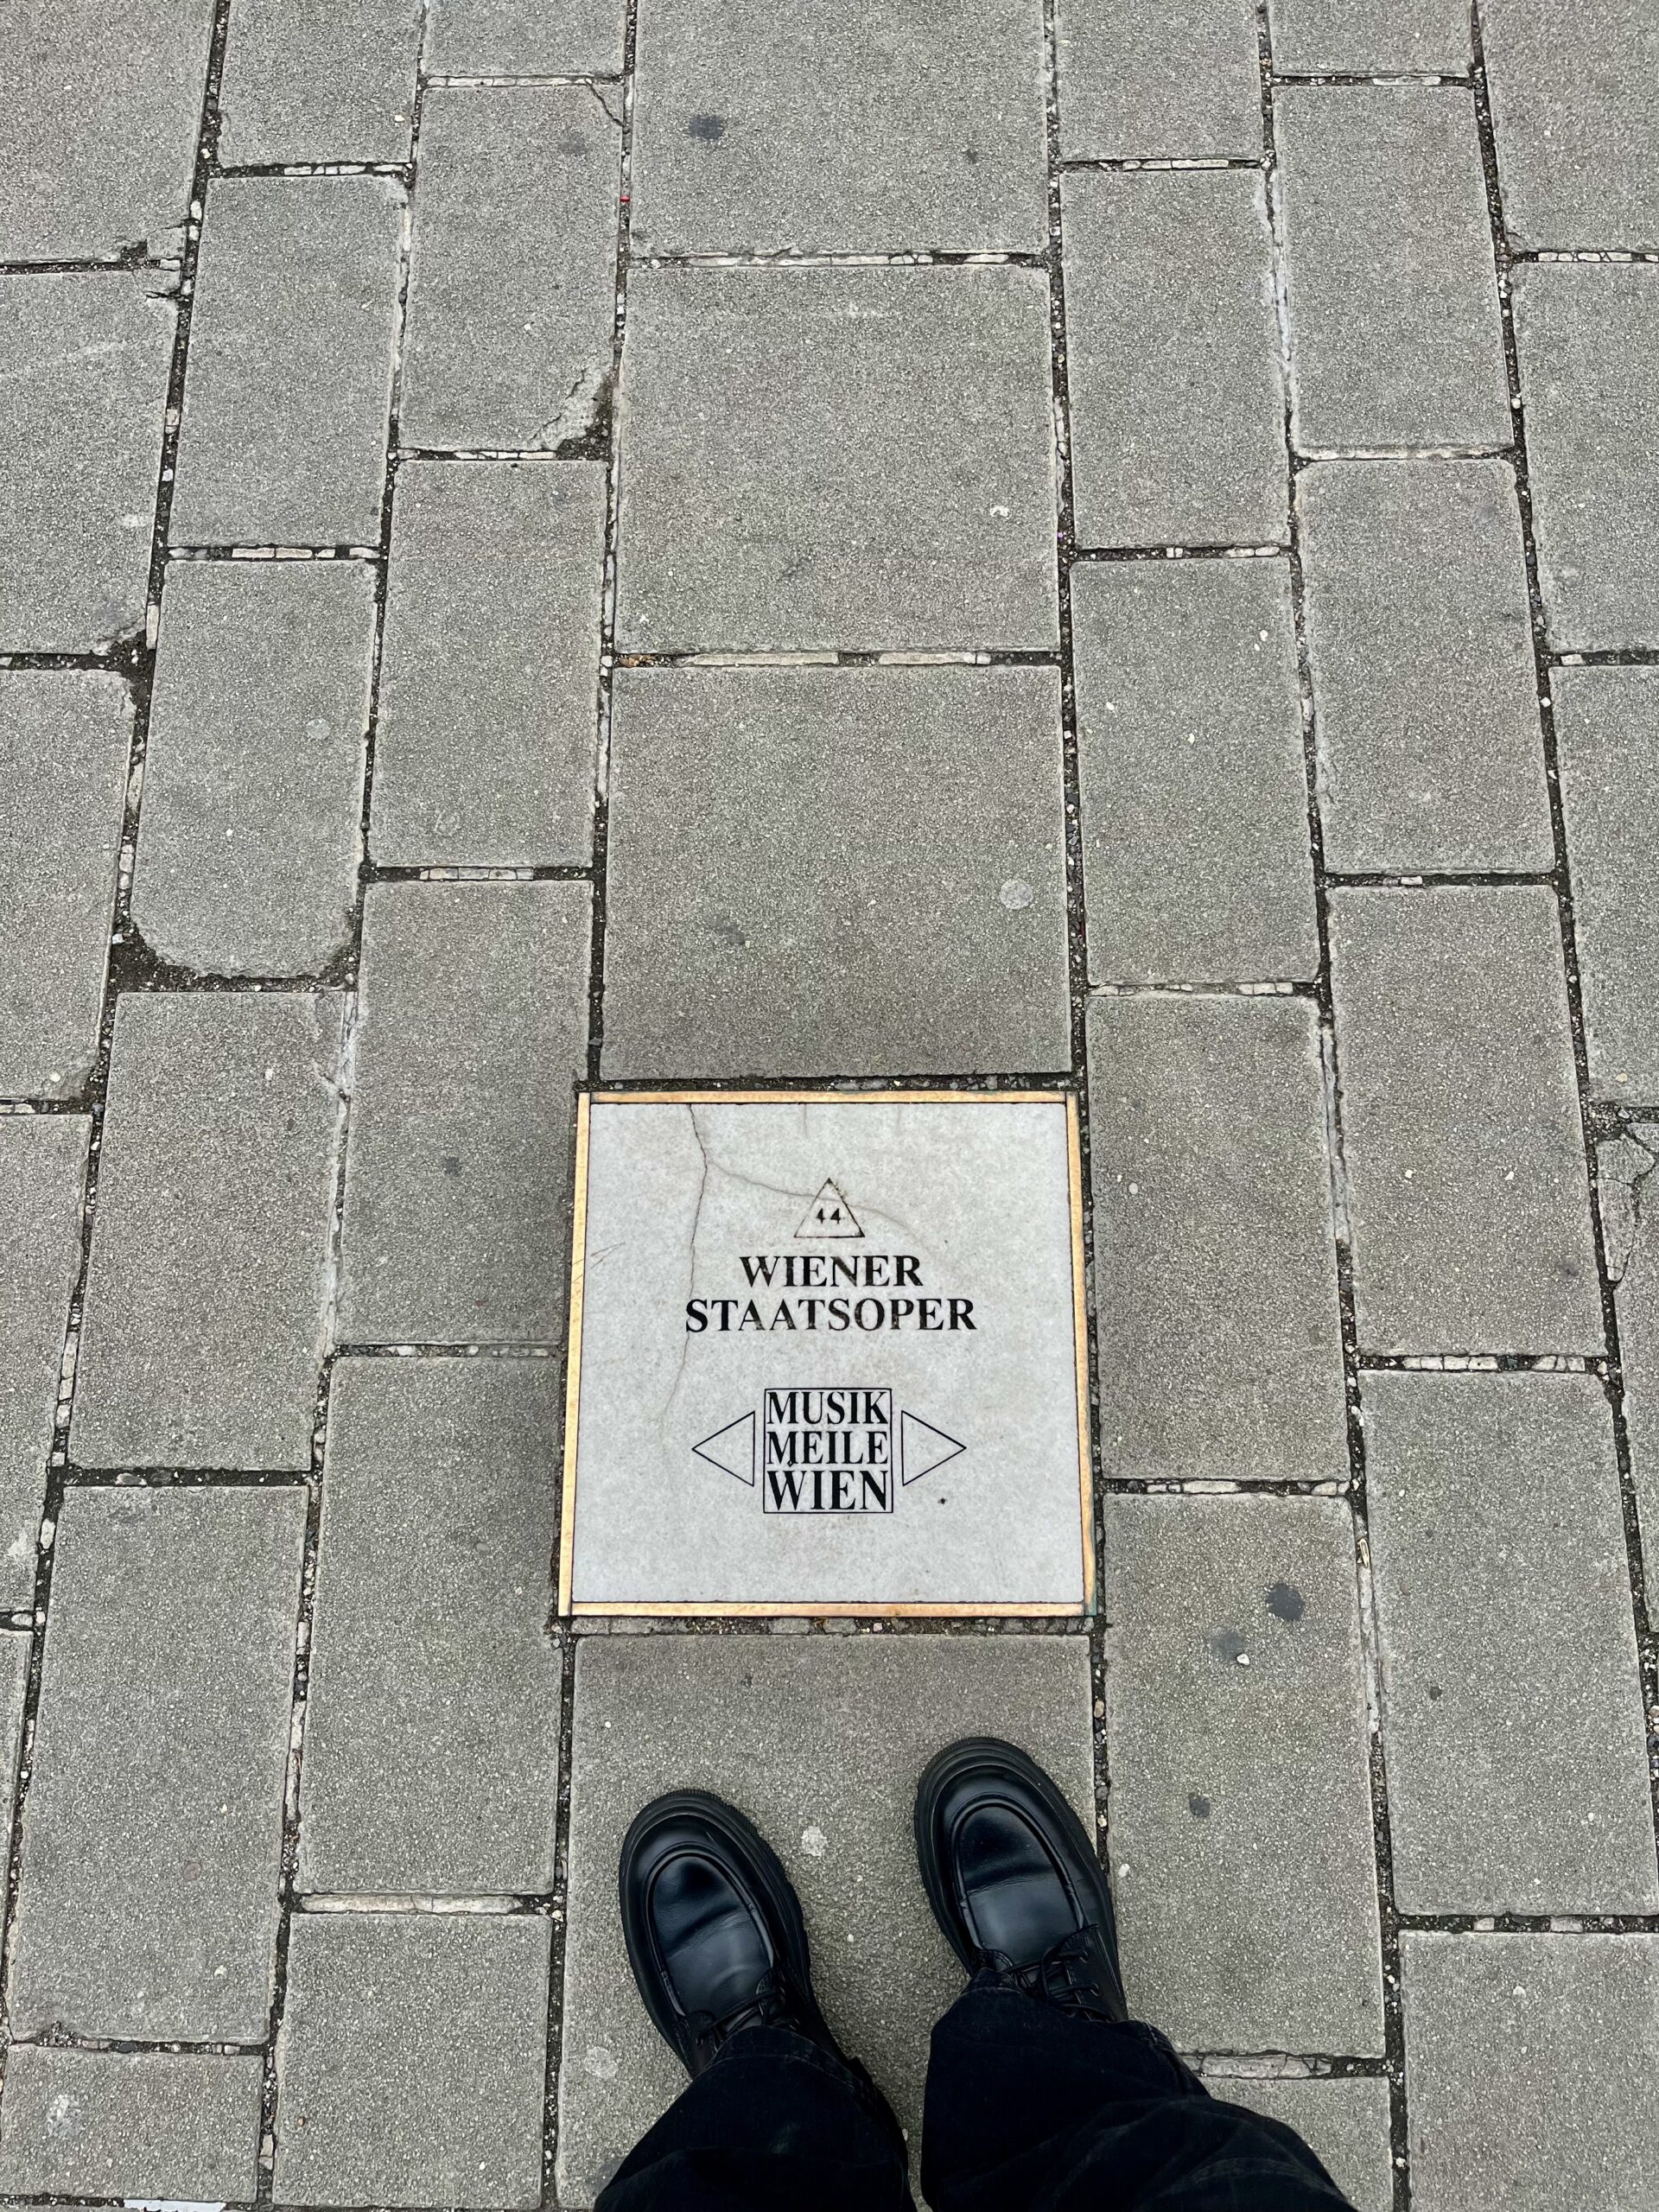 44
WIENER
STAATSOPER
MUSIK
MEILE
WIEN